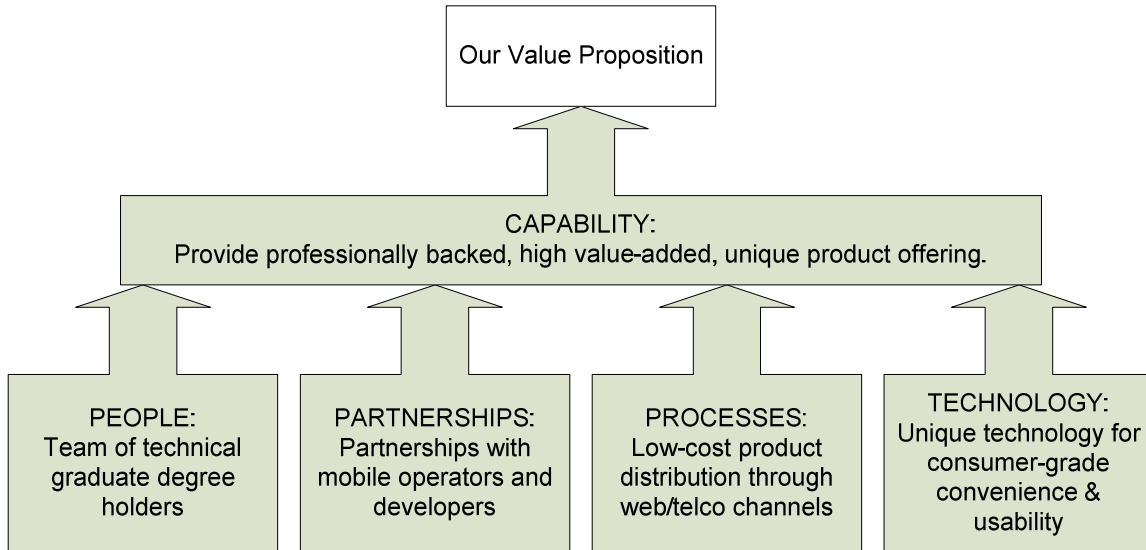 Our Value Proposition
CAPABILITY:
Provide professionally backed, high value-added, unique product offering.
PEOPLE:
Team of technical
graduate degree
holders
PARTNERSHIPS:
Partnerships with
mobile operators and
developers
PROCESSES:
Low-cost product
distribution through
web/telco channels
TECHNOLOGY:
Unique technology for
consumer-grade
convenience &
usability